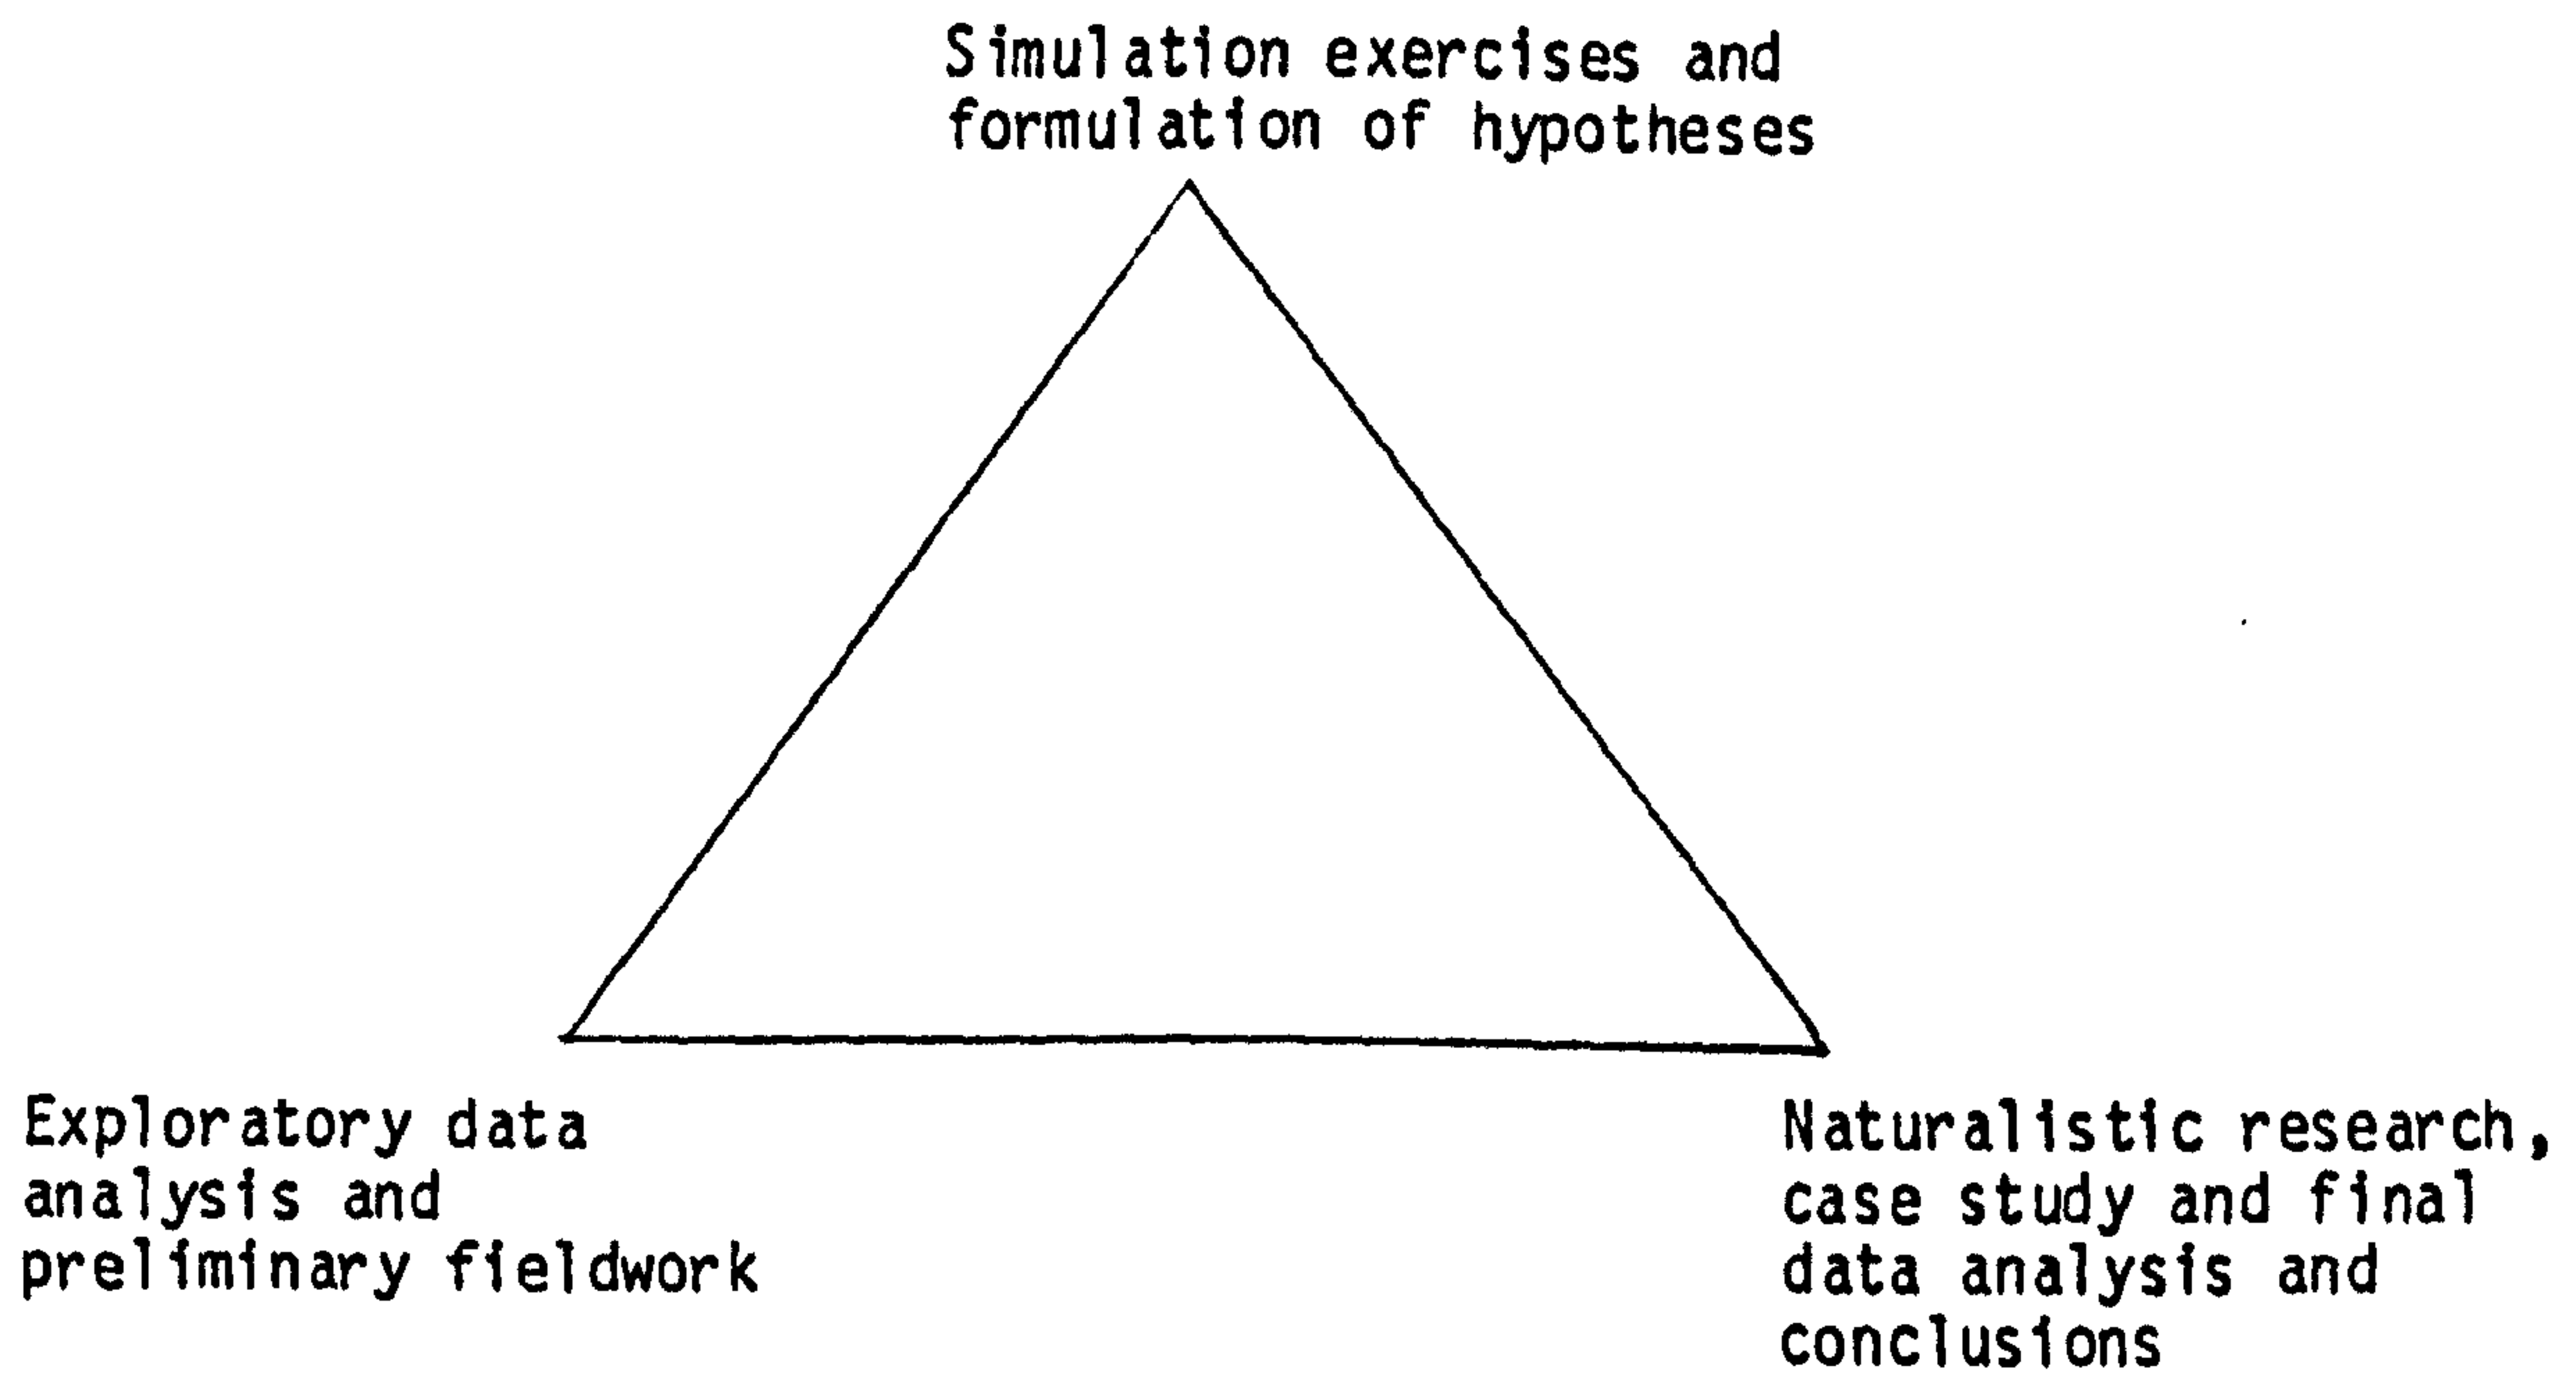 Simulation exercises and
formulation of hypotheses
Exploratory data
analysis and
preliminary fieldwork
Naturalistic research,
case study and final
data analysis and
conclusions